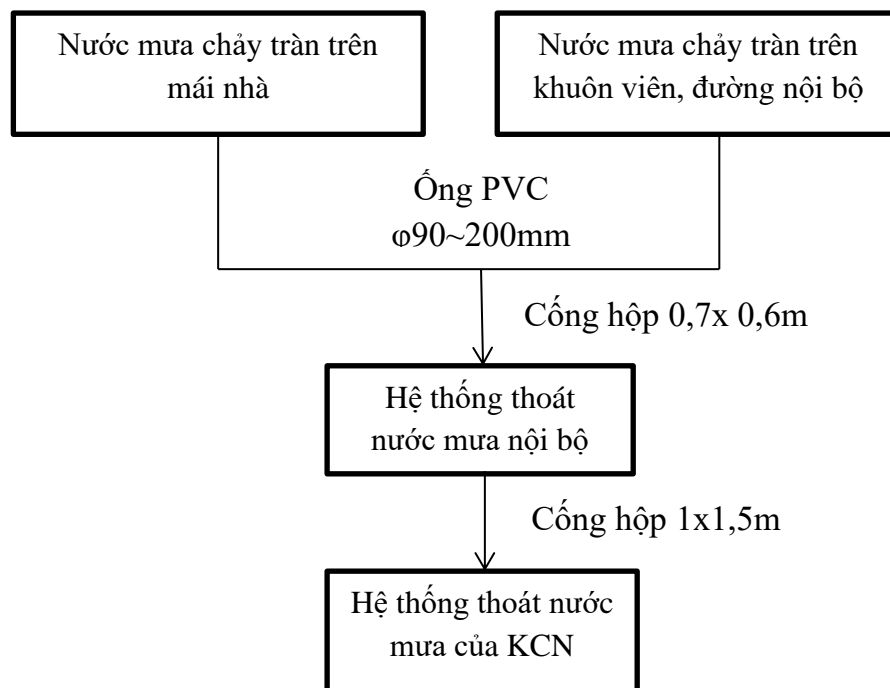 Nước mưa chảy tràn trên
mái nhà
Nước mưa chảy tràn trên
khuôn viên, đường nội bộ
Ống PVC
φ90~200mm
Cống hộp 0,7x 0,6m
Hệ thống thoát
nước mưa nội bộ
Cống hộp 1x1,5m
Hệ thống thoát nước
mưa của KCN